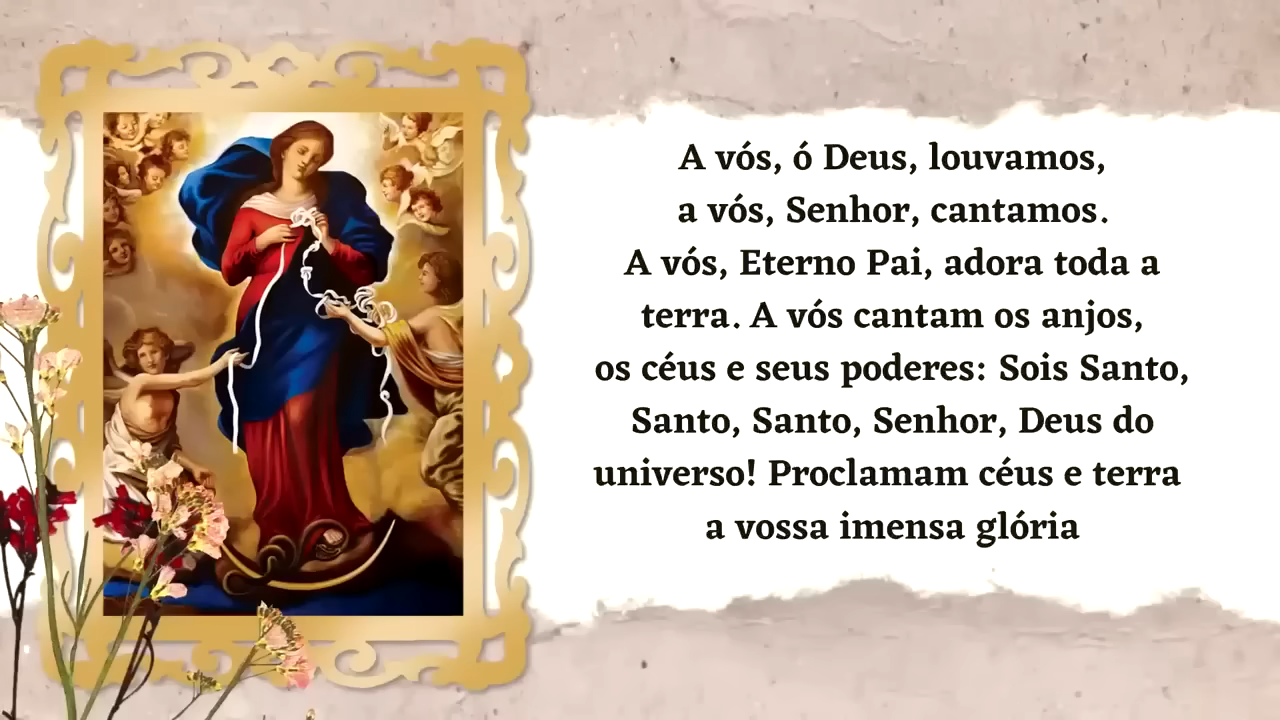 A vós, ó Deus, louvamos,
a vós, Senhor, cantamos.
A vós, Eterno Pai, adora toda a
terra. A vós cantam os anjos,
os céus e seus poderes: Sois Santo,
Santo, Santo, Senhor, Deus do
universo! Proclamam céus e terra
a vossa imensa glória